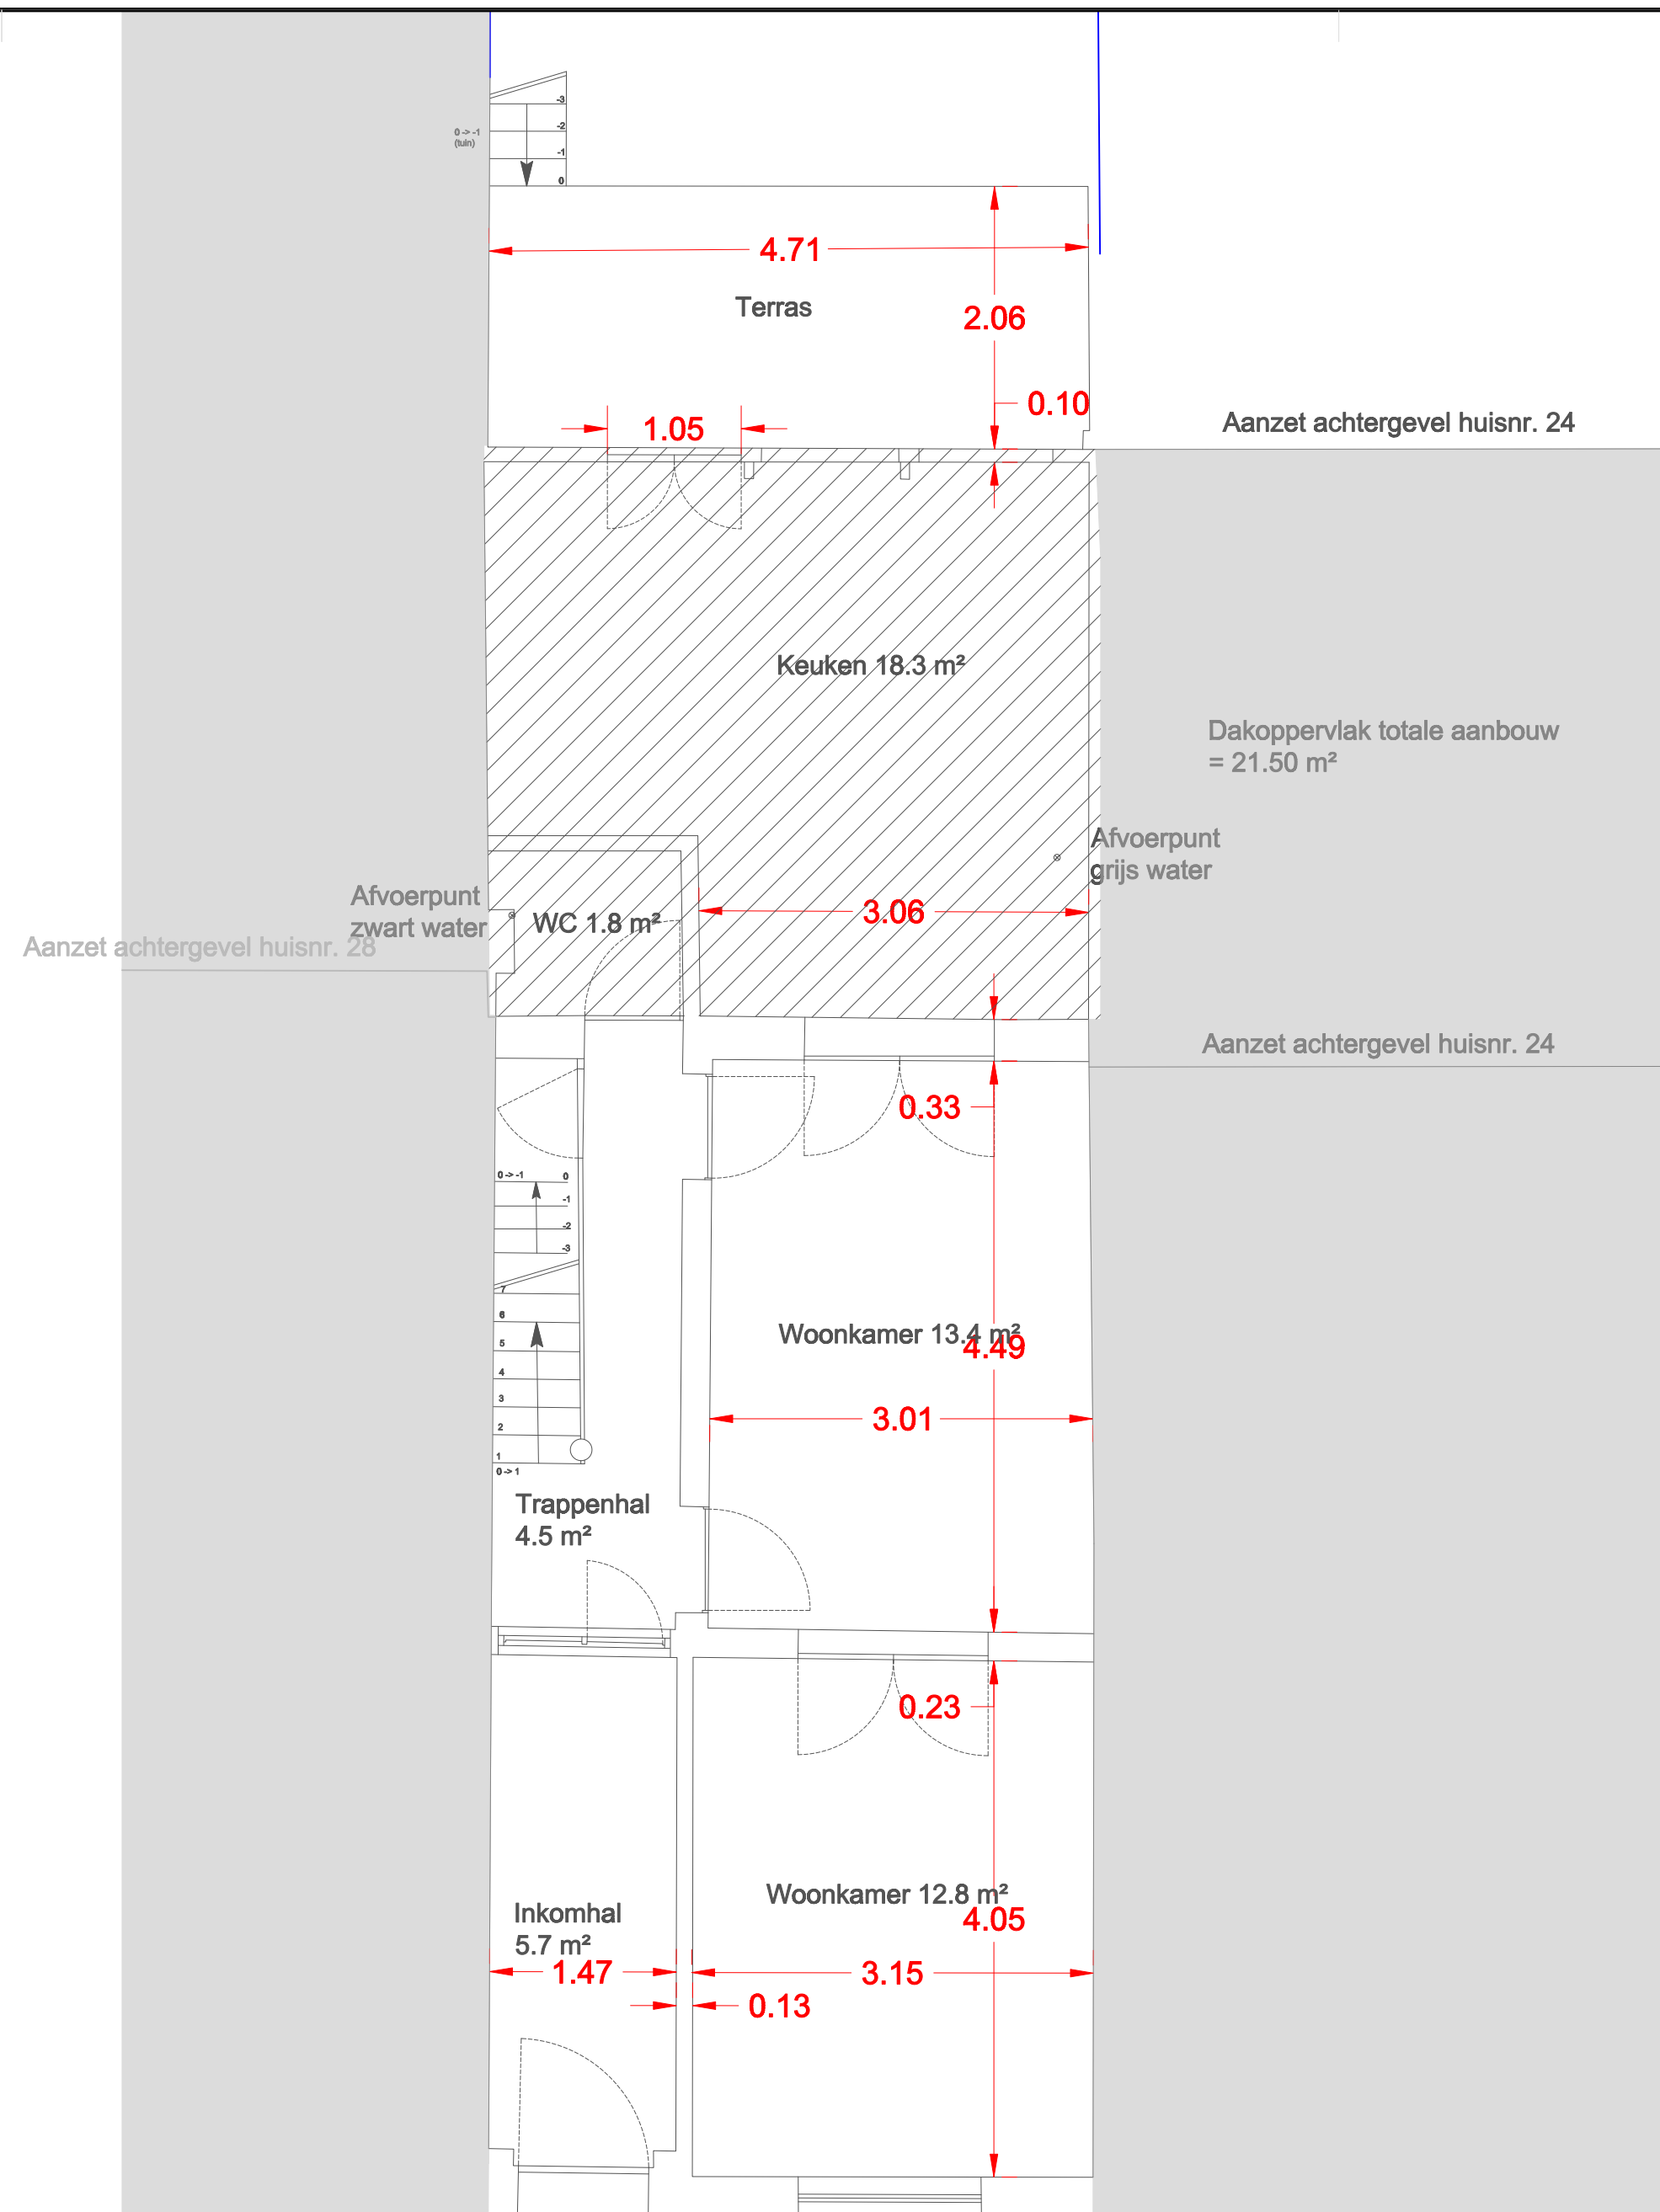 -3
-2
-1
0
0 -> -1
(tuin)
4.71
Terras
2.06
0.10
1.05
Aanzet achtergevel huisnr. 24
Keuken 18.3 m²
Dakoppervlak totale aanbouw
= 21.50 m²
Afvoerpunt
grijs water
Afvoerpunt
zwart water
WC 1.8 m²
3.06
Aanzet achtergevel huisnr. 28
Aanzet achtergevel huisnr. 24
0.33
0 -> -1
0
-1
-2
-3
7
6
5
4
3
2
1
0 -> 1
Woonkamer 13.4 m²
4.49
3.01
Trappenhal
4.5 m²
0.23
Woonkamer 12.8 m²
4.05
Inkomhal
5.7 m²
1.47
3.15
0.13